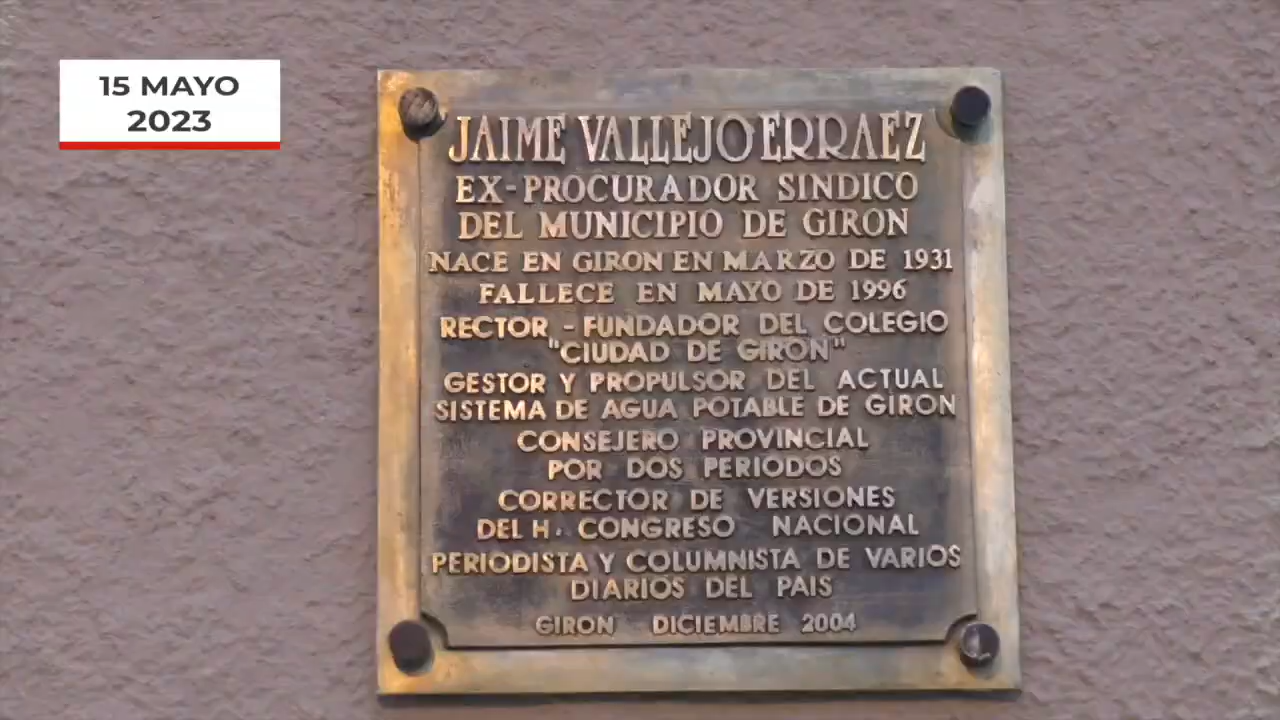 15 MAYO
2023
JAIME VALLEJO ERRAEZ
EX-PROCURADOR SINDICO
DEL MUNICIPIO DE GIRON
NACE EN GIRON EN MARZO DE 1931
FALLECE EN MAYO DE 1996
RECTOR - FUNDADOR DEL COLEGIO
"CIUDAD DE GIRON"
GESTOR Y PROPULSOR DEL ACTUAL
SISTEMA DE AGUA POTABLE DE GIRON
CONSEJERO PROVINCIAL
POR DOS PERIODOS
CORRECTOR DE VERSIONES
DEL H. CONGRESO NACIONAL
PERIODISTA Y COLUMNISTA DE VARIOS
DIARIOS DEL PAIS
GIRON DICIEMBRE 2004